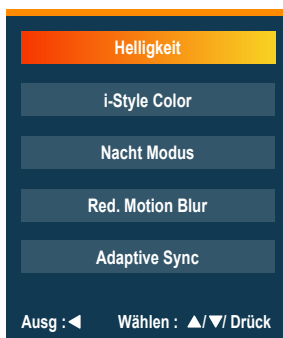 Helligkeit
i-Style Color
Nacht Modus
Red. Motion Blur
Adaptive Sync
Ausg :◀ Wählen : ▲/▼/ Drück